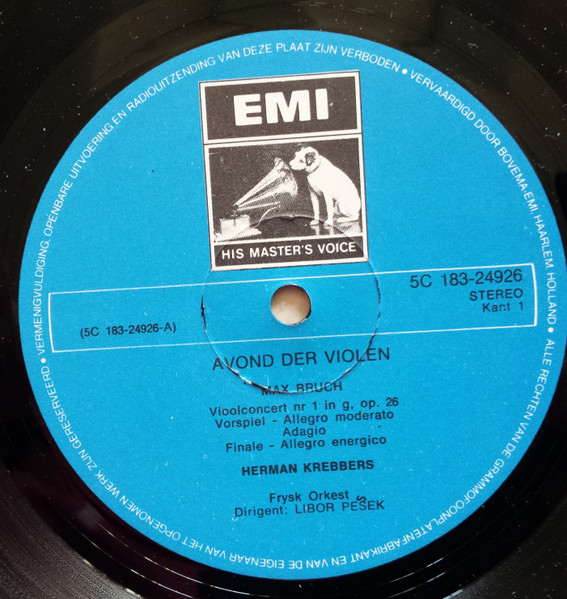 EMI
HIS MASTER'S VOICE
5C 183-24926
STEREO
Kant 1
(5C 183-24926-A)
AVOND DER VIOLEN
MAX BRUCH
Vioolconcert nr 1 in g, op. 26
Vorspiel - Allegro moderato
Adagio
Finale - Allegro energico
HERMAN KREBBERS
Frysk Orkest
Dirigent: LIBOR PEŠEK
VERVAARDIGD DOOR BOVEMA-EMI, HAARLEM HOLLAND • ALLE RECHTEN VAN DE GRAMMOFOONPLATENFABRIKANT EN VAN DE EIGENAAR VAN HET OPGENOMEN WERK ZIJN GERESERVEERD • VERMENIGVULDIGING, OPENBARE UITVOERING EN RADIOUITZENDING VAN DEZE PLAAT ZIJN VERBODEN •